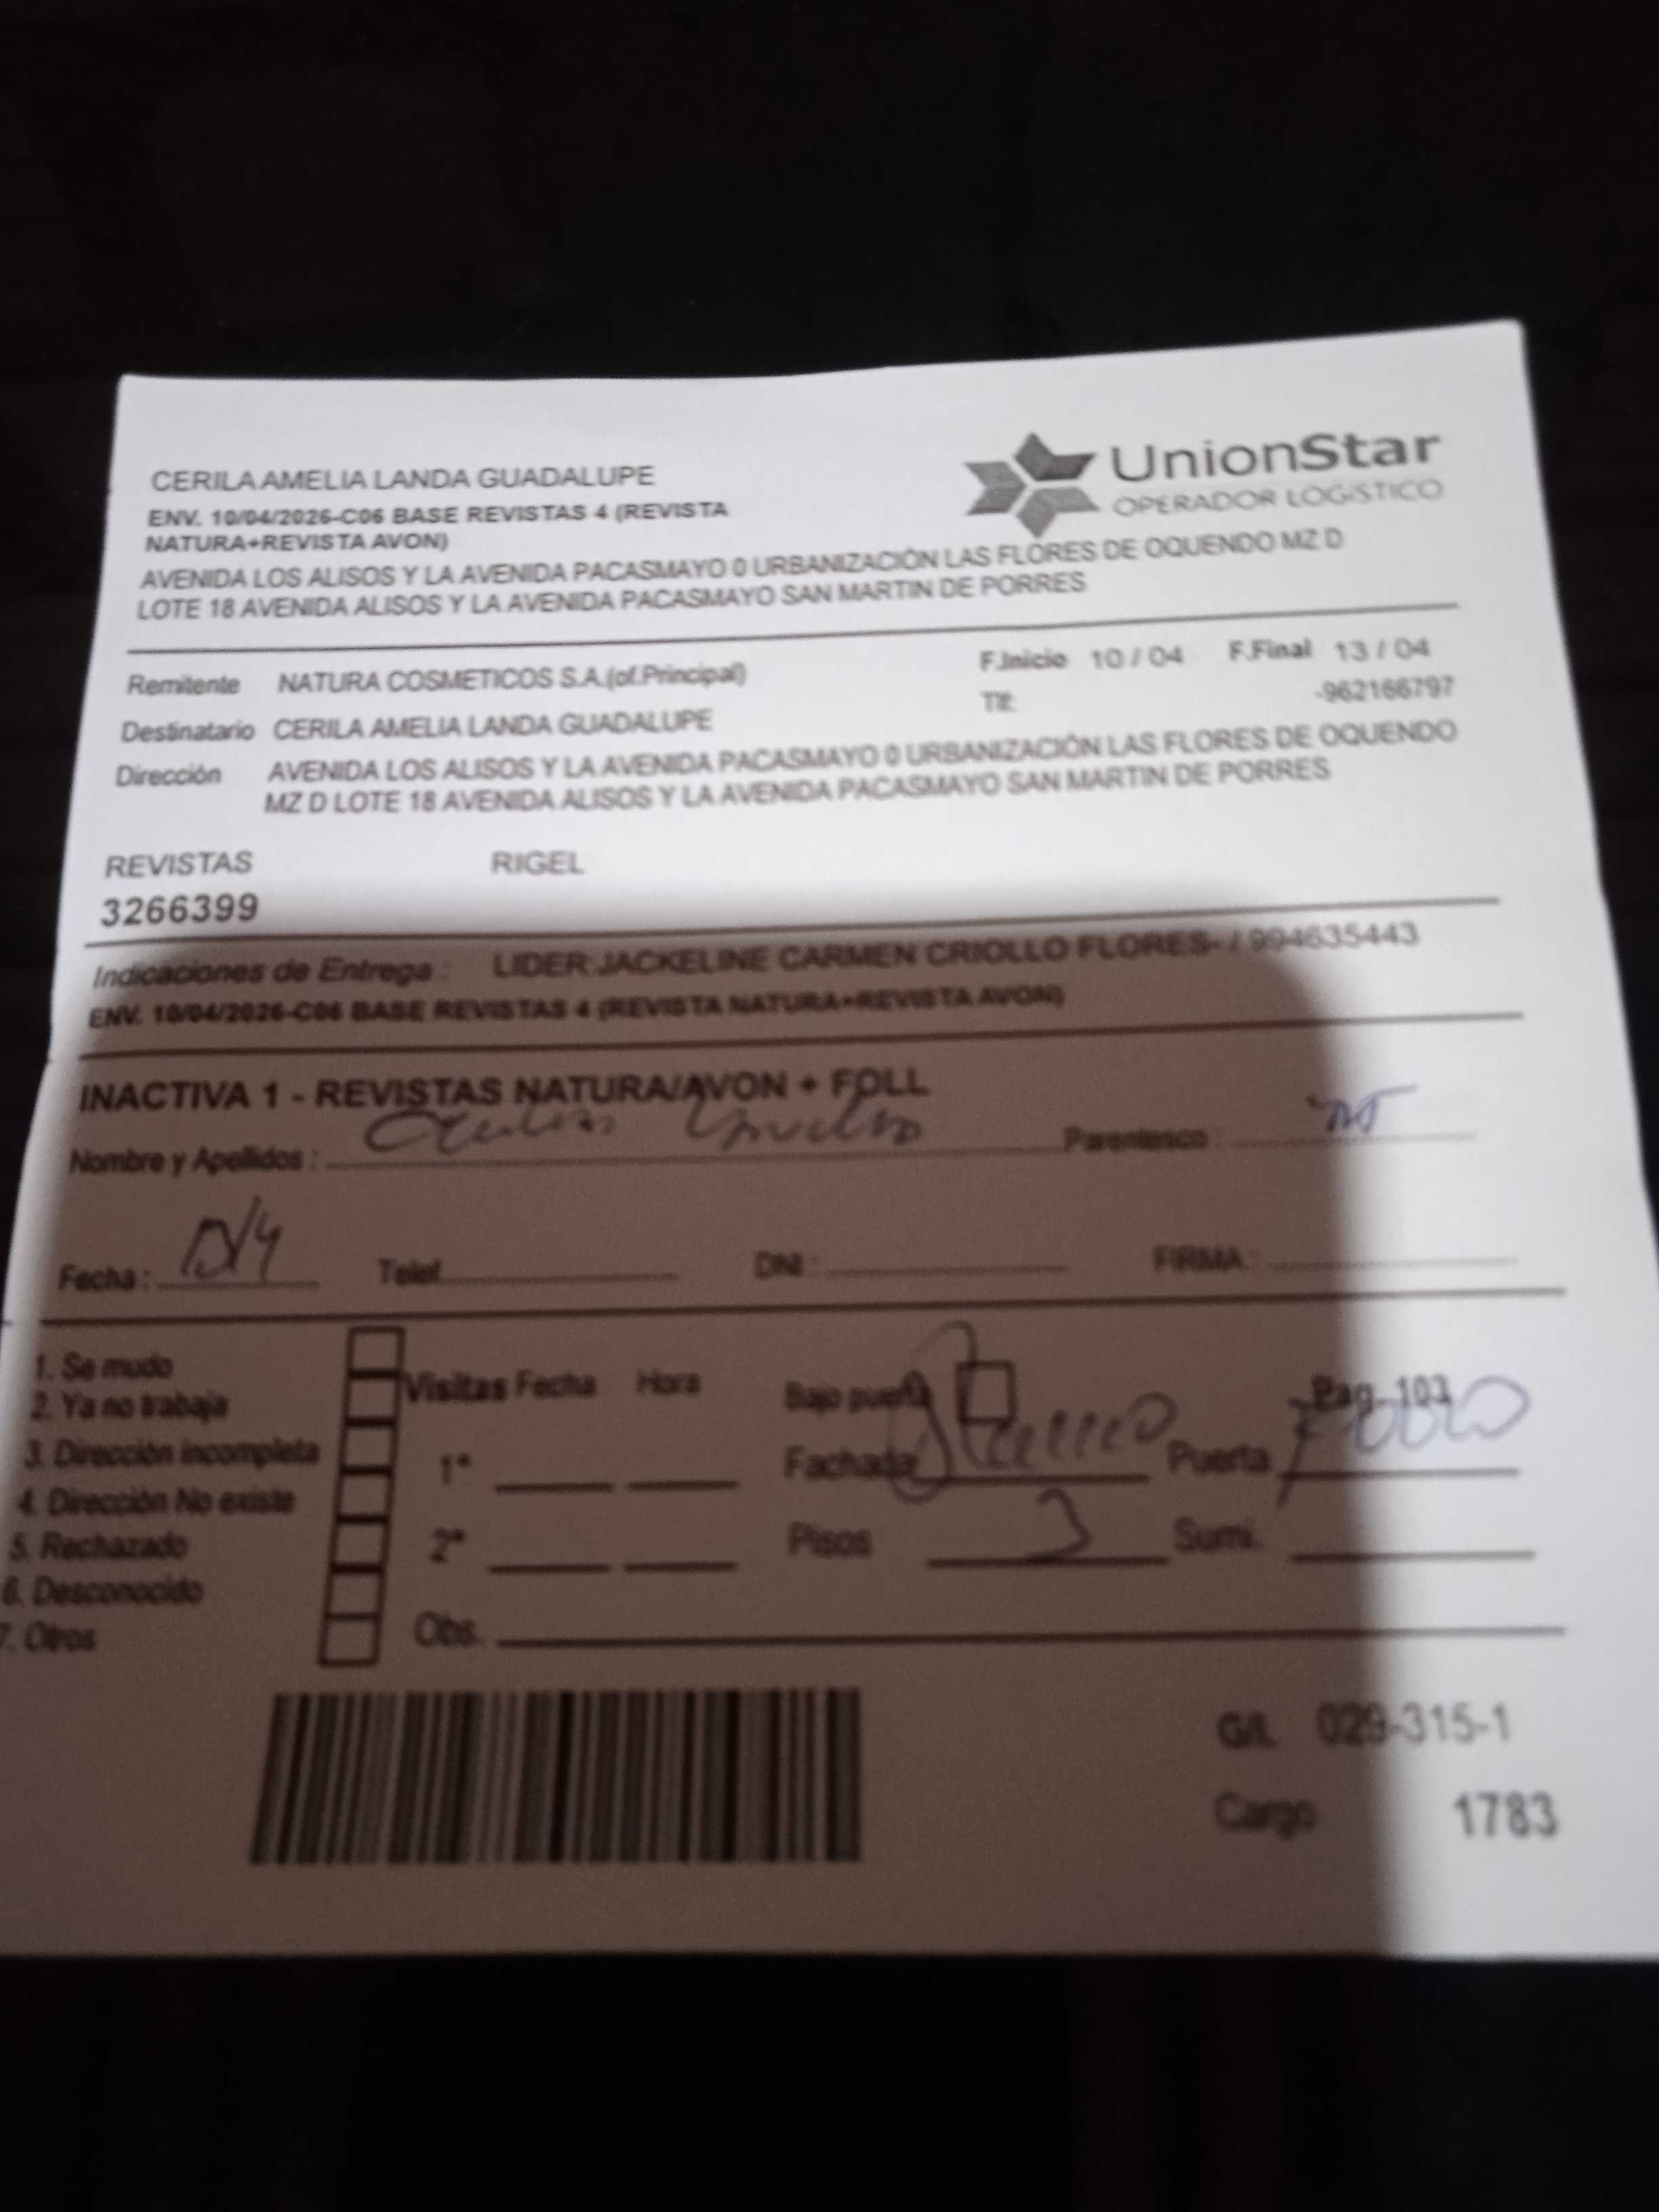 UnionStar
OPERADOR LOGÍSTICO
CERILA AMELIA LANDA GUADALUPE
ENV. 10/04/2026-C06 BASE REVISTAS 4 (REVISTA
NATURA+REVISTA AVON)
AVENIDA LOS ALISOS Y LA AVENIDA PACASMAYO 0 URBANIZACIÓN LAS FLORES DE OQUENDO MZ D
LOTE 18 AVENIDA ALISOS Y LA AVENIDA PACASMAYO SAN MARTIN DE PORRES
Remitente NATURA COSMETICOS S.A.(of.Principal) F.Inicio 10 / 04 F.Final 13 / 04
Tlf: -962166797
Destinatario CERILA AMELIA LANDA GUADALUPE
Dirección AVENIDA LOS ALISOS Y LA AVENIDA PACASMAYO 0 URBANIZACIÓN LAS FLORES DE OQUENDO
MZ D LOTE 18 AVENIDA ALISOS Y LA AVENIDA PACASMAYO SAN MARTIN DE PORRES
REVISTAS RIGEL
3266399
Indicaciones de Entrega : LIDER:JACKELINE CARMEN CRIOLLO FLORES- / 994635443
ENV. 10/04/2026-C06 BASE REVISTAS 4 (REVISTA NATURA+REVISTA AVON)
INACTIVA 1 - REVISTAS NATURA/AVON + FOLL
Nombre y Apellidos : Parentesco :
Fecha : Telef. DNI : FIRMA :
1. Se mudo
2. Ya no trabaja
3. Dirección incompleta
4. Dirección No existe
5. Rechazado
6. Desconocido
7. Otros
Visitas Fecha Hora
1°
2°
Obs.
Bajo puerta Pag. 103
Fachada Puerta
Pisos Sumi.
G/L 029-315-1
Cargo 1783